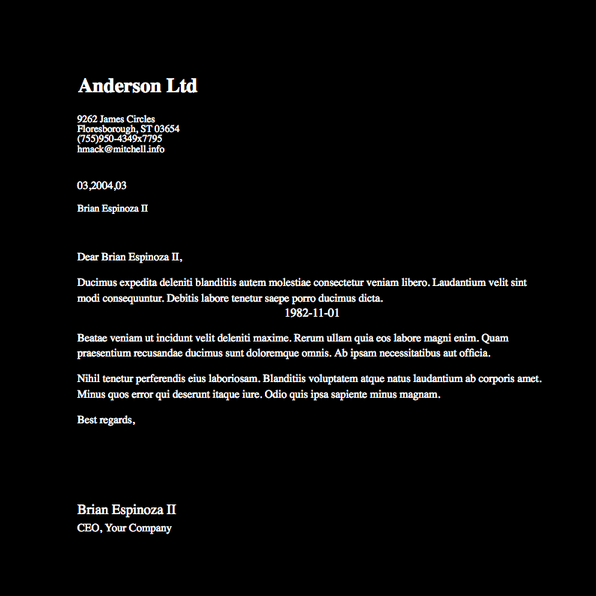 Anderson Ltd
9262 James Circles
Floresborough, ST 03654
(755)950-4349x7795
hmack@mitchell.info
03,2004,03
Brian Espinoza II
Dear Brian Espinoza II,
Ducimus expedita deleniti blanditiis autem molestiae consectetur veniam libero. Laudantium velit sint
modi consequuntur. Debitis labore tenetur saepe porro ducimus dicta.
1982-11-01
Beatae veniam ut incidunt velit deleniti maxime. Rerum ullam quia eos labore magni enim. Quam
praesentium recusandae ducimus sunt doloremque omnis. Ab ipsam necessitatibus aut officia.
Nihil tenetur perferendis eius laboriosam. Blanditiis voluptatem atque natus laudantium ab corporis amet.
Minus quos error qui deserunt itaque iure. Odio quis ipsa sapiente minus magnam.
Best regards,
Brian Espinoza II
CEO, Your Company